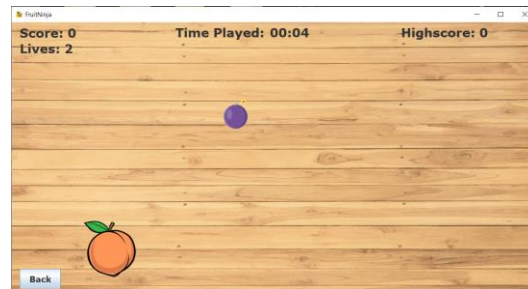 FruitNinja
Score: 0
Time Played: 00:04
Highscore: 0
Lives: 2
Back